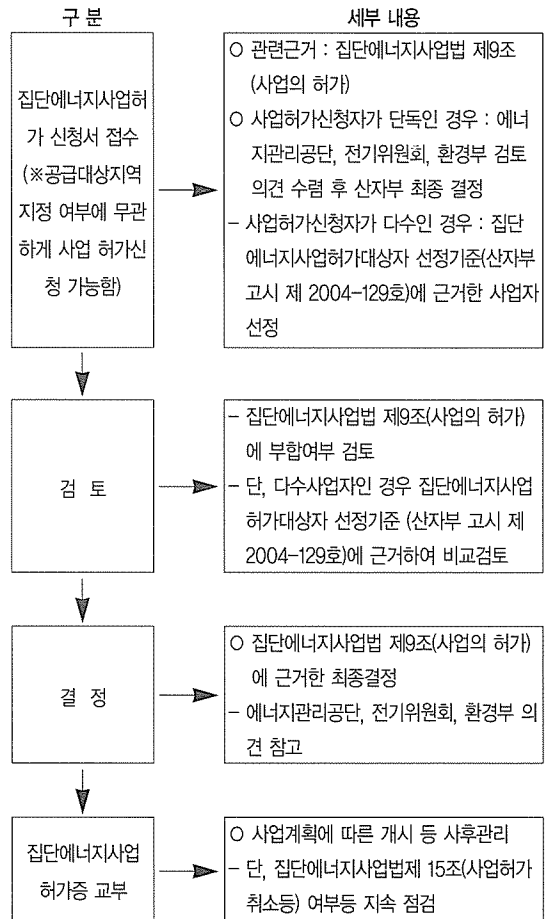 구 분
세부 내용
집단에너지사업허
가 신청서 접수
(※공급대상지역
지정 여부에 무관
하게 사업 허가신
청 가능함)
O 관련근거 : 집단에너지사업법 제9조
(사업의 허가)
O 사업허가신청자가 단독인 경우 : 에너
지관리공단, 전기위원회, 환경부 검토
의견 수렴 후 산자부 최종 결정
- 사업허가신청자가 다수인 경우 : 집단
에너지사업허가대상자 선정기준(산자부
고시 제 2004-129호)에 근거한 사업자
선정
검 토
- 집단에너지사업법 제9조(사업의 허가)
에 부합여부 검토
- 단, 다수사업자인 경우 집단에너지사업
허가대상자 선정기준 (산자부 고시 제
2004-129호)에 근거하여 비교검토
결 정
O 집단에너지사업법 제9조(사업의 허가)
에 근거한 최종결정
- 에너지관리공단, 전기위원회, 환경부 의
견 참고
집단에너지사업
허가증 교부
O 사업계획에 따른 개시 등 사후관리
- 단, 집단에너지사업법제 15조(사업허가
취소등) 여부등 지속 점검